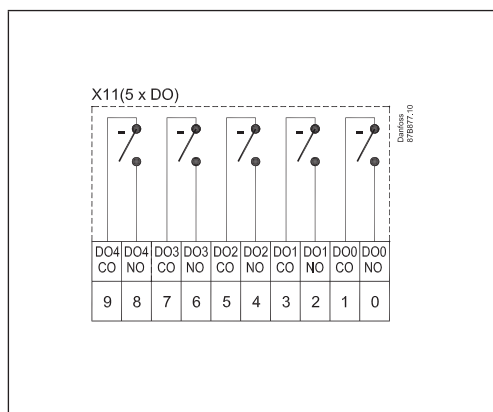 X11(5 x DO)
Danfoss
87B877.10
DO4 DO4 DO3 DO3 DO2 DO2 DO1 DO1 DO0 DO0
CO NO CO NO CO NO CO NO CO NO
9 8 7 6 5 4 3 2 1 0